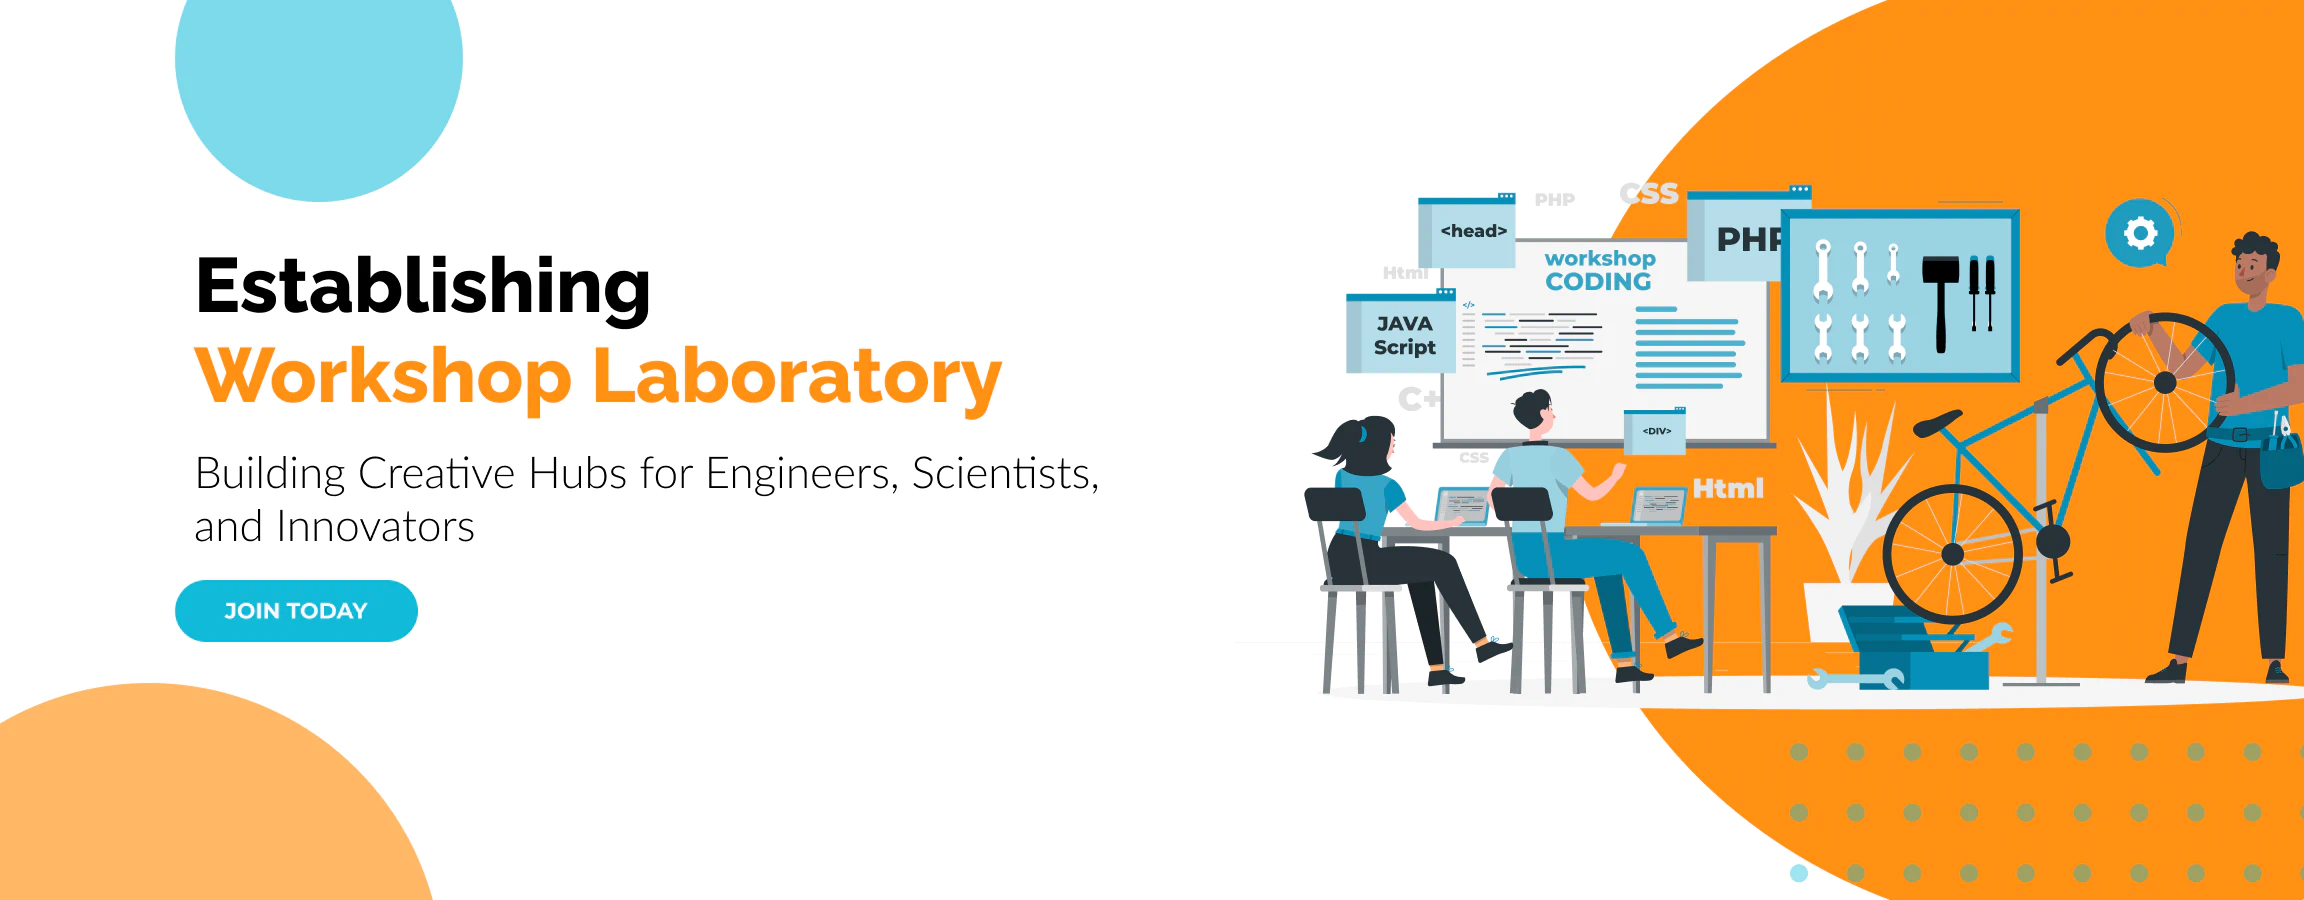 Establishing
Workshop Laboratory
Building Creative Hubs for Engineers, Scientists,
and Innovators
JOIN TODAY
<head>
PHP
CSS
PHP
Html
workshop
CODING
</>
JAVA
Script
C+
<DIV>
CSS
Html